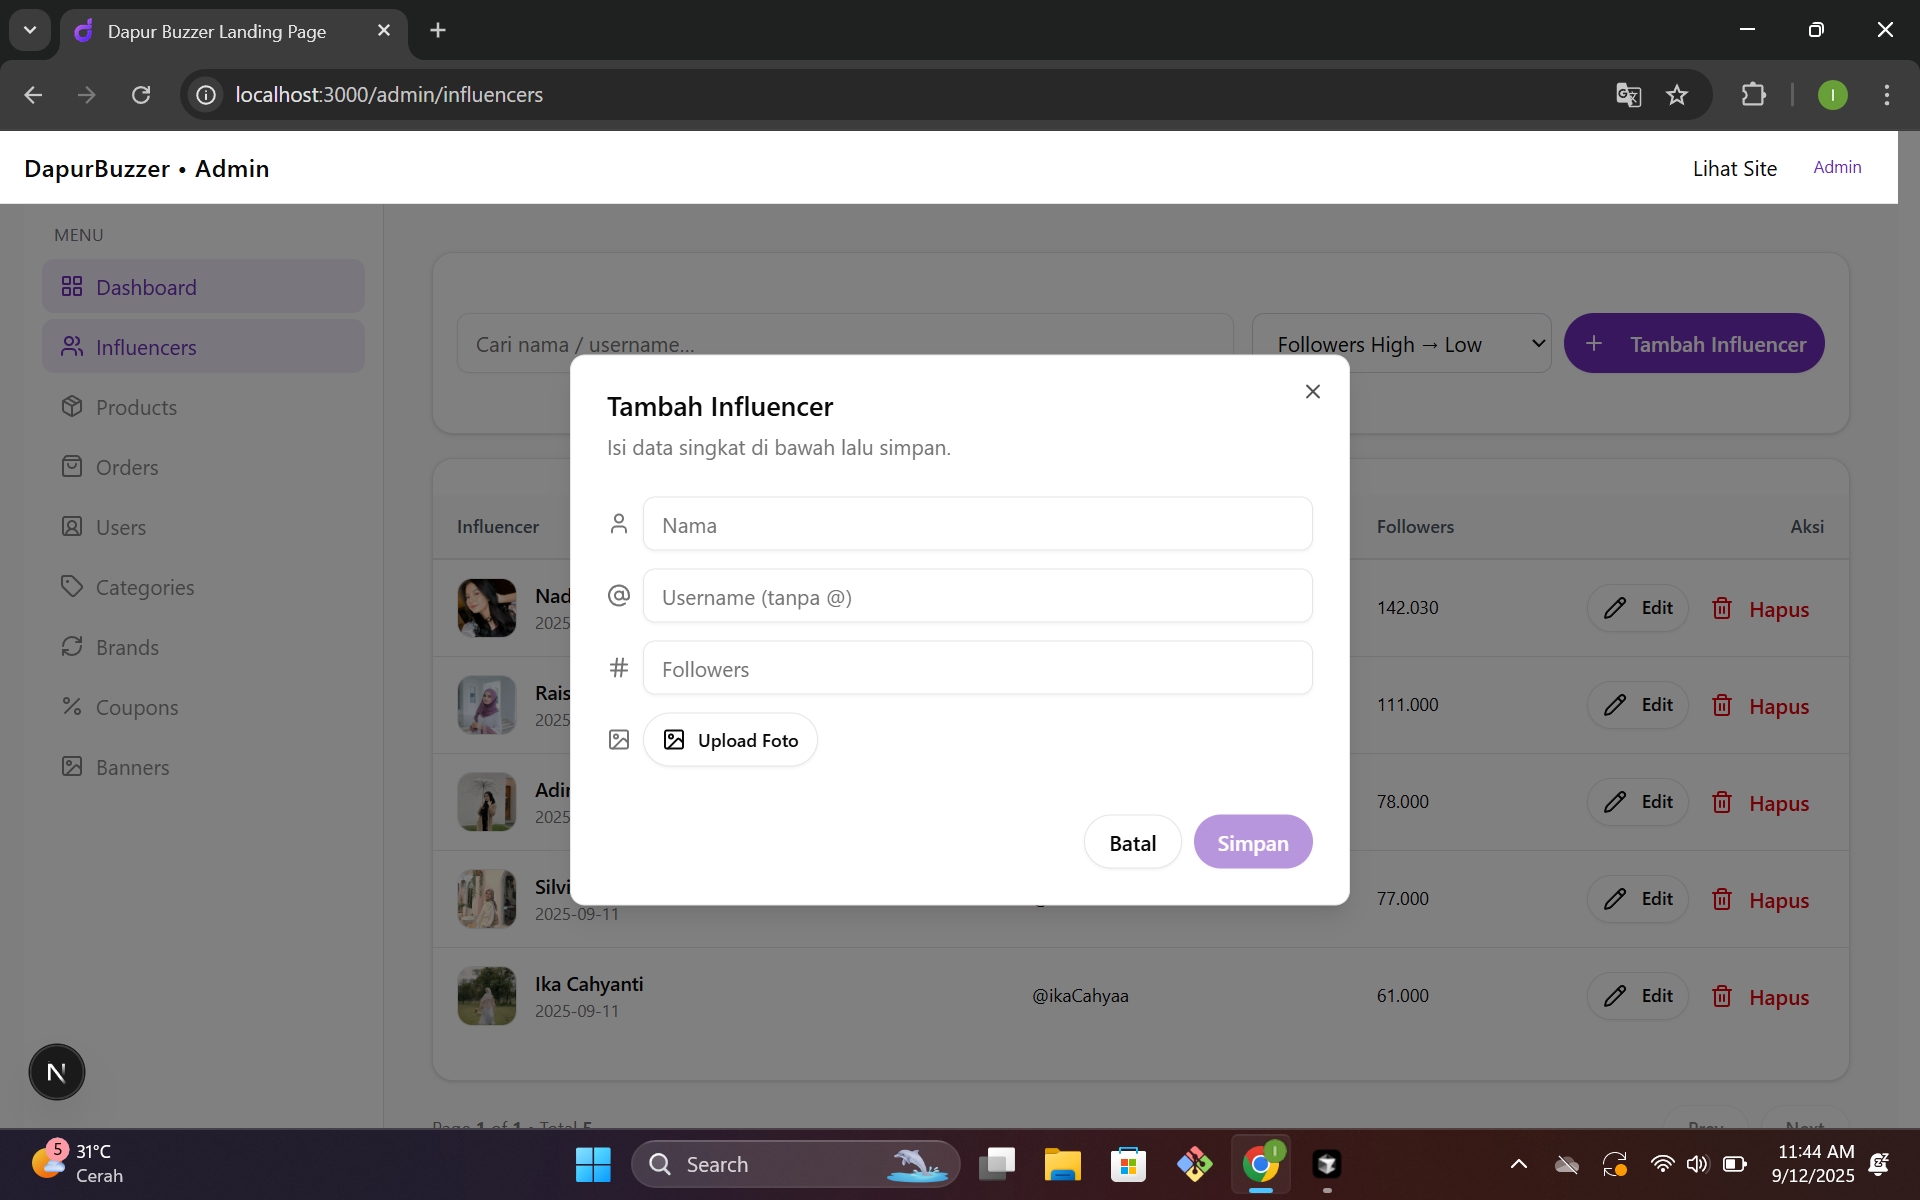 Dapur Buzzer Landing Page
localhost:3000/admin/influencers
I
DapurBuzzer • Admin
Lihat Site
Admin
MENU
Dashboard
Influencers
Products
Orders
Users
Categories
Brands
Coupons
Banners
Cari nama / username...
Followers High → Low
+ Tambah Influencer
Tambah Influencer
Isi data singkat di bawah lalu simpan.
Nama
@ Username (tanpa @)
# Followers
Upload Foto
Batal
Simpan
Influencer
Followers
Aksi
Nad
2025
142.030
Edit
Hapus
Rais
2025
111.000
Edit
Hapus
Adin
2025
78.000
Edit
Hapus
Silvi
2025-09-11
77.000
Edit
Hapus
Ika Cahyanti
2025-09-11
@ikaCahyaa
61.000
Edit
Hapus
N
Page 1 of 1 • Total 5
Prev
Next
5
31°C
Cerah
Search
11:44 AM
9/12/2025